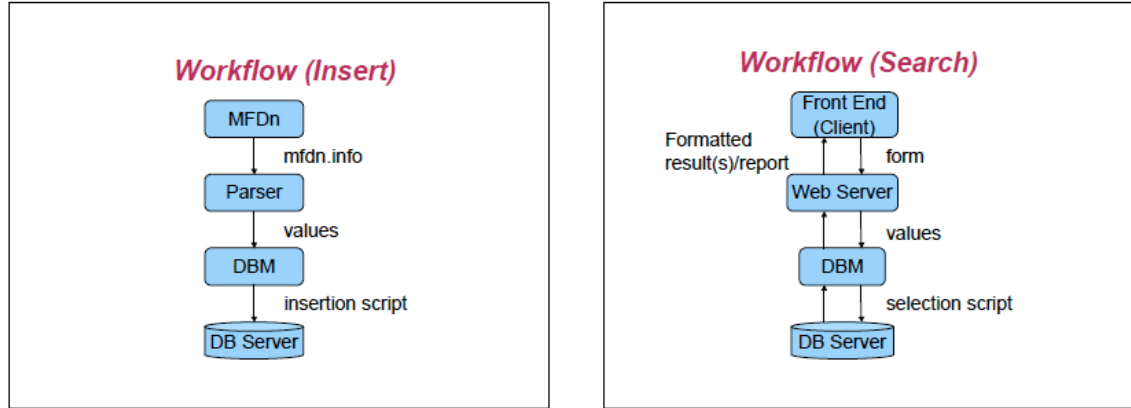 Workflow (Insert)
MFDn
mfdn.info
Parser
values
DBM
insertion script
DB Server
Workflow (Search)
Front End
(Client)
Formatted
result(s)/report
form
Web Server
values
DBM
selection script
DB Server